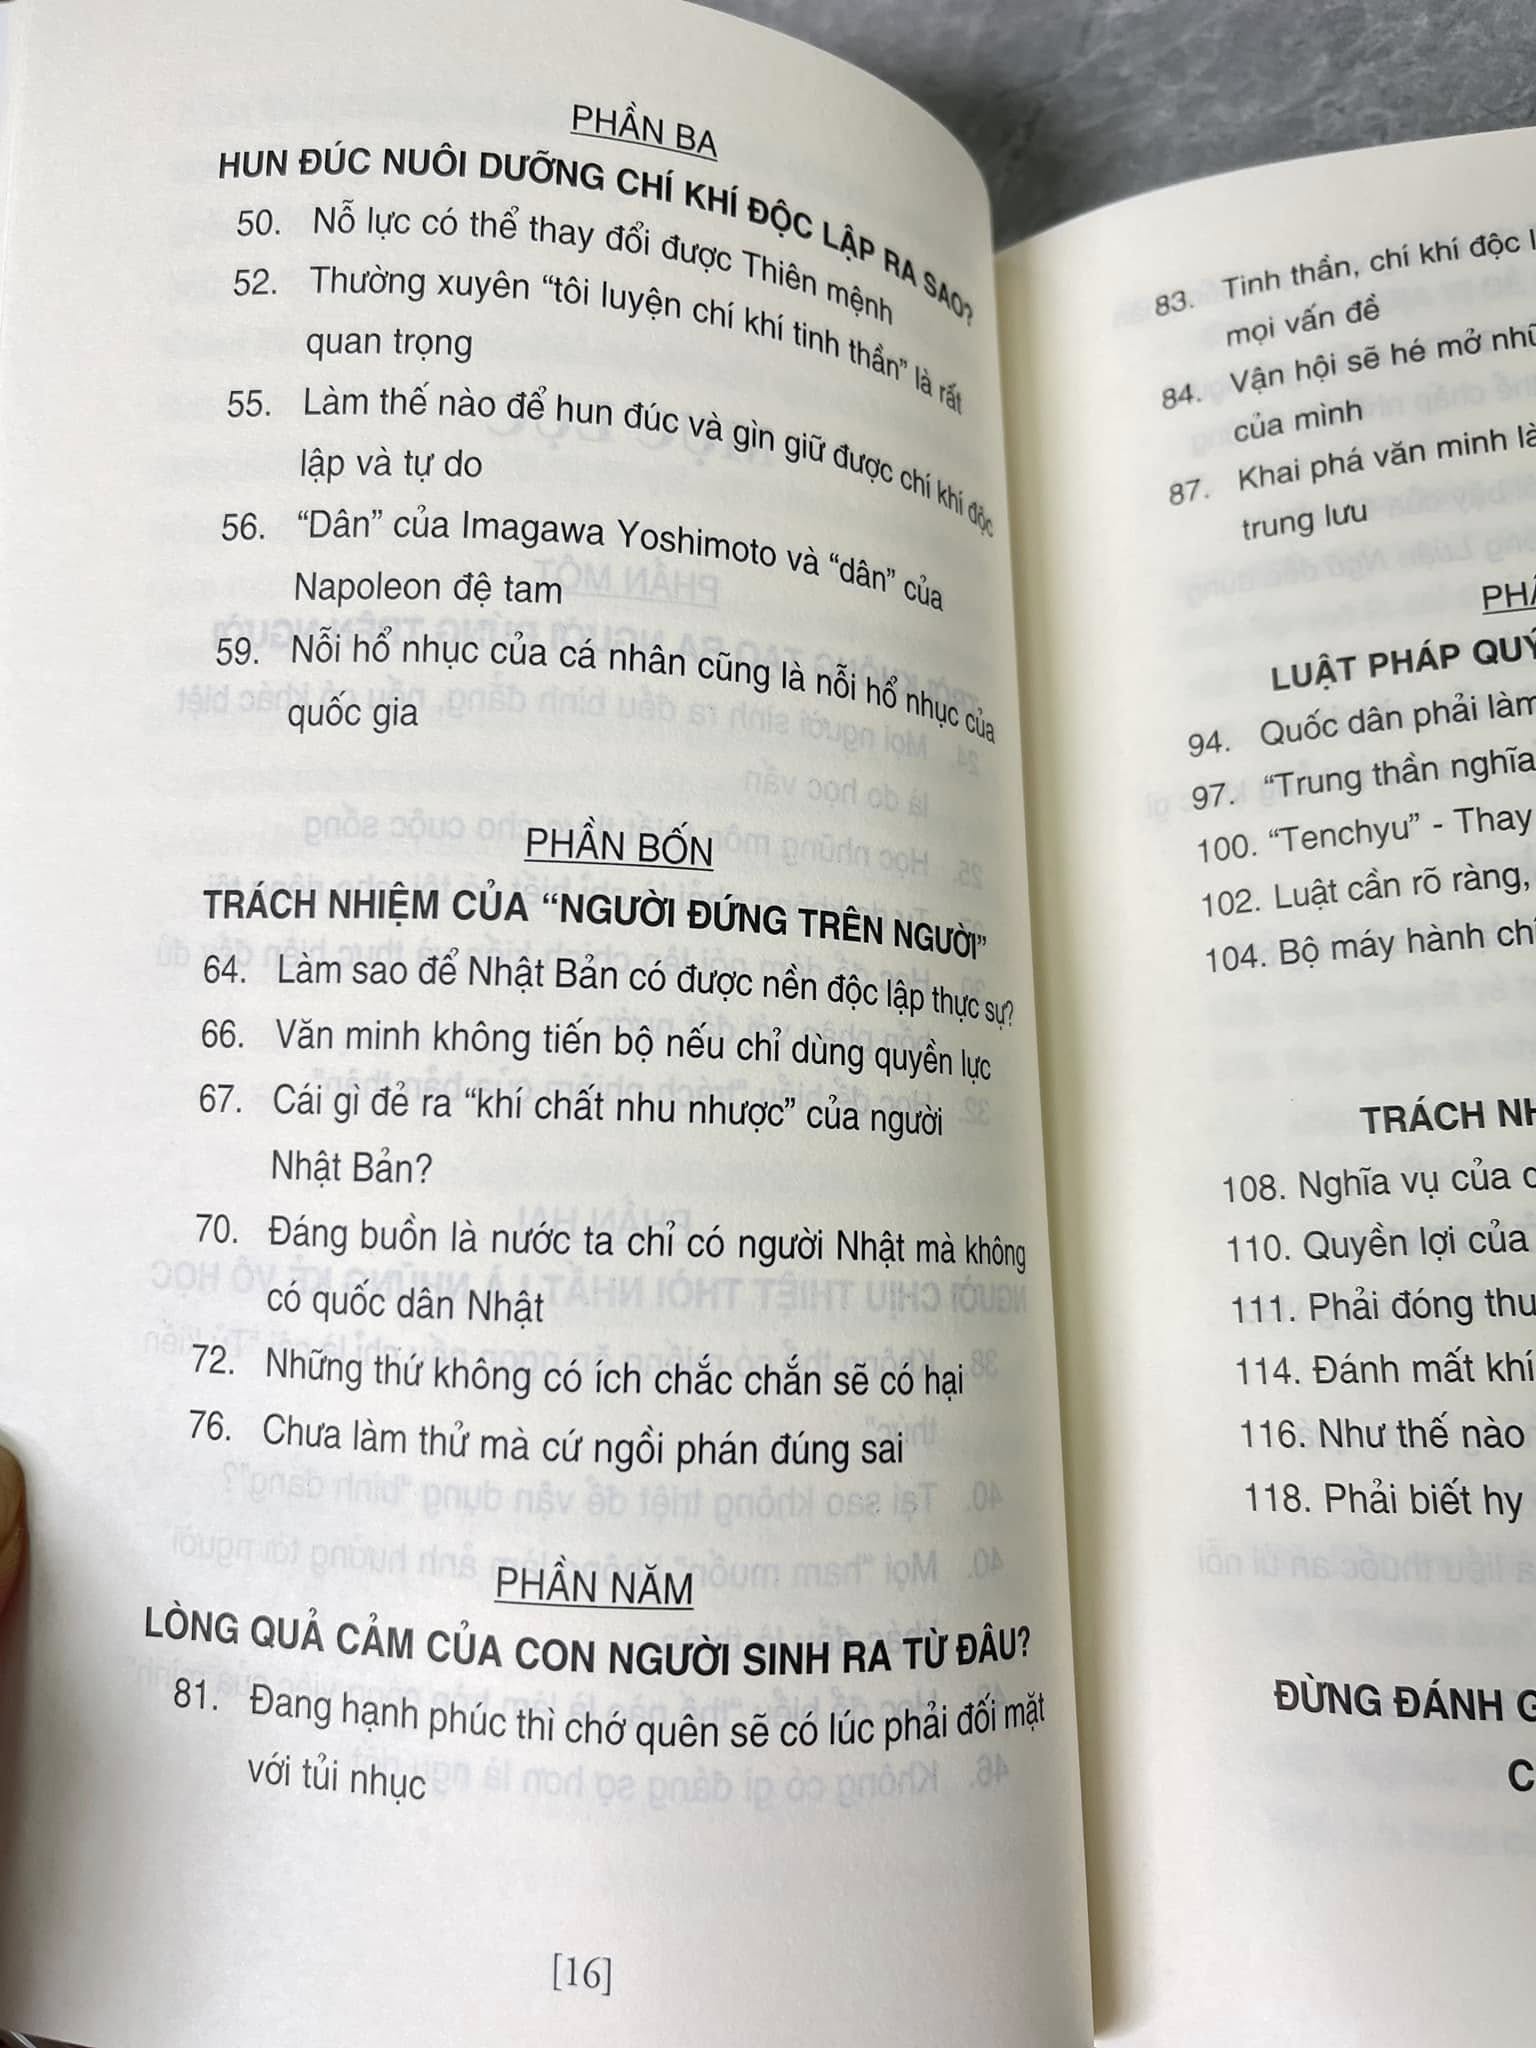 PHẦN BA
HUN ĐÚC NUÔI DƯỠNG CHÍ KHÍ ĐỘC LẬP RA SAO?
50. Nỗ lực có thể thay đổi được Thiên mệnh
52. Thường xuyên “tôi luyện chí khí tinh thần” là rất
quan trọng
55. Làm thế nào để hun đúc và gìn giữ được chí khí độc
lập và tự do
56. “Dân” của Imagawa Yoshimoto và “dân” của
Napoleon đệ tam
59. Nỗi hổ nhục của cá nhân cũng là nỗi hổ nhục của
quốc gia
PHẦN BỐN
TRÁCH NHIỆM CỦA “NGƯỜI ĐỨNG TRÊN NGƯỜI”
64. Làm sao để Nhật Bản có được nền độc lập thực sự?
66. Văn minh không tiến bộ nếu chỉ dùng quyền lực
67. Cái gì đẻ ra “khí chất nhu nhược” của người
Nhật Bản?
70. Đáng buồn là nước ta chỉ có người Nhật mà không
có quốc dân Nhật
72. Những thứ không có ích chắc chắn sẽ có hại
76. Chưa làm thử mà cứ ngồi phán đúng sai
PHẦN NĂM
LÒNG QUẢ CẢM CỦA CON NGƯỜI SINH RA TỪ ĐÂU?
81. Đang hạnh phúc thì chớ quên sẽ có lúc phải đối mặt
với tủi nhục
[16]
83. Tinh thần, chí khí độc
mọi vấn đề
84. Vận hội sẽ hé mở
của mình
87. Khai phá văn minh là
trung lưu
LUẬT PHÁP
94. Quốc dân phải làm
97. “Trung thần nghĩa
100. “Tenchyu” - Thay
102. Luật cần rõ ràng,
104. Bộ máy hành
TRÁCH
108. Nghĩa vụ của
110. Quyền lợi của
111. Phải đóng
114. Đánh mất khí
116. Như thế nào
118. Phải biết hy
ĐỪNG ĐÁNH